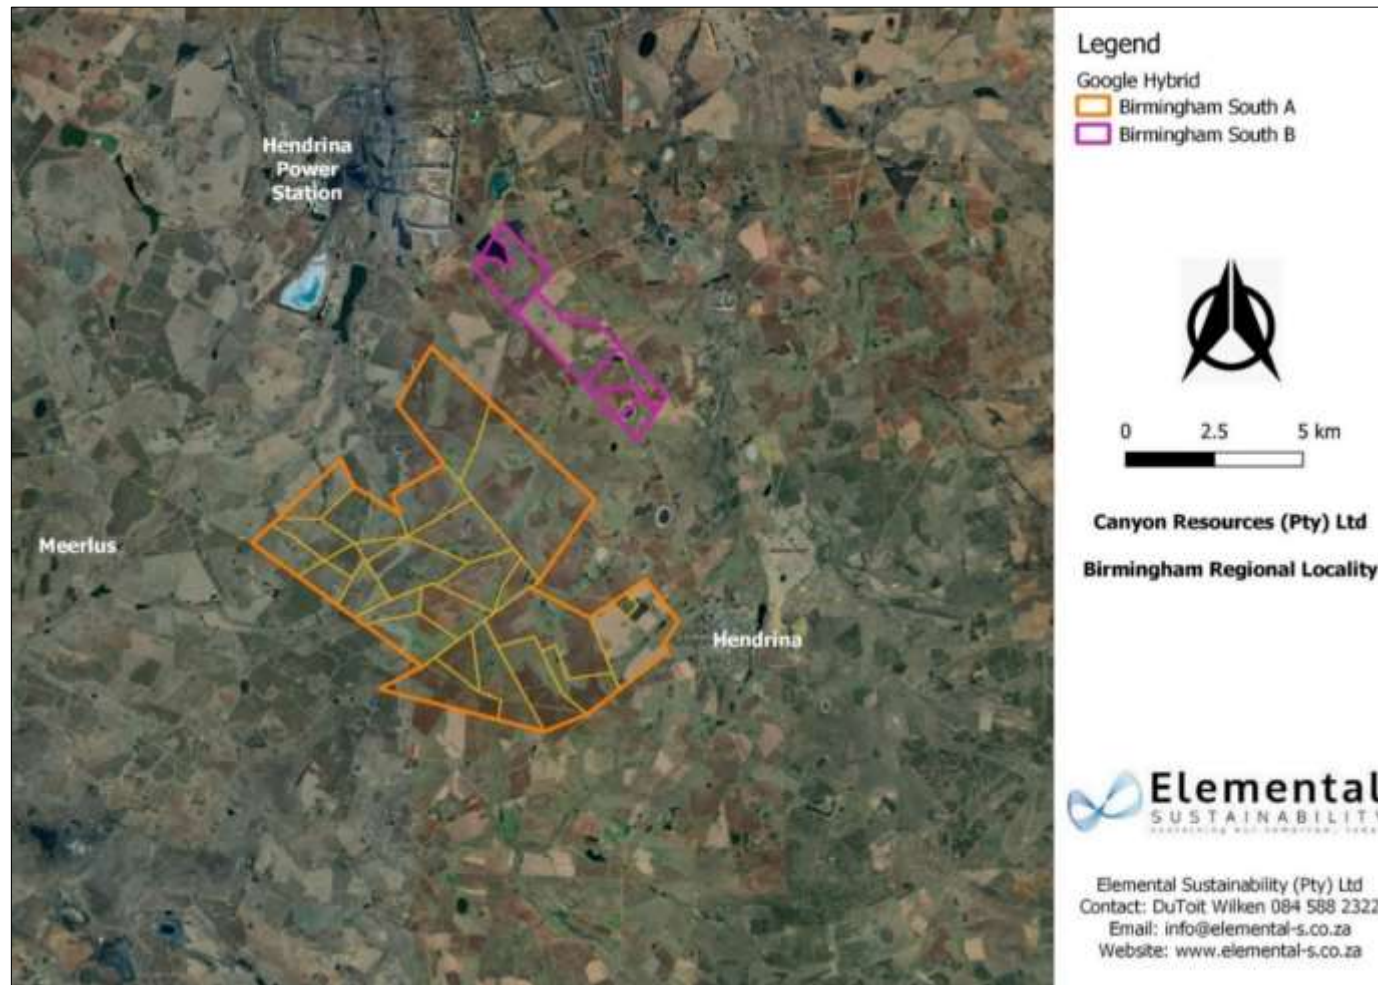 Hendrina
Power
Station
Meerlus
Hendrina
Legend
Google Hybrid
Birmingham South A
Birmingham South B
0 2.5 5 km
Canyon Resources (Pty) Ltd
Birmingham Regional Locality
Elemental
SUSTAINABILITY
Elemental Sustainability (Pty) Ltd
Contact: DuToit Wilken 084 588 2322
Email: info@elemental-s.co.za
Website: www.elemental-s.co.za